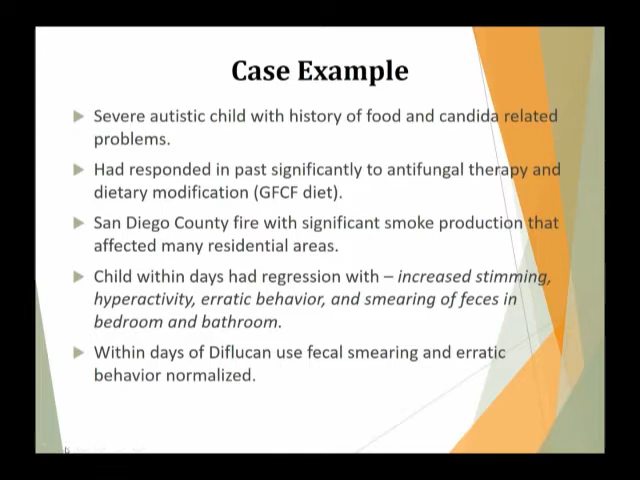 Case Example
Severe autistic child with history of food and candida related
problems.
Had responded in past significantly to antifungal therapy and
dietary modification (GFCF diet).
San Diego County fire with significant smoke production that
affected many residential areas.
Child within days had regression with – increased stimming,
hyperactivity, erratic behavior, and smearing of feces in
bedroom and bathroom.
Within days of Diflucan use fecal smearing and erratic
behavior normalized.